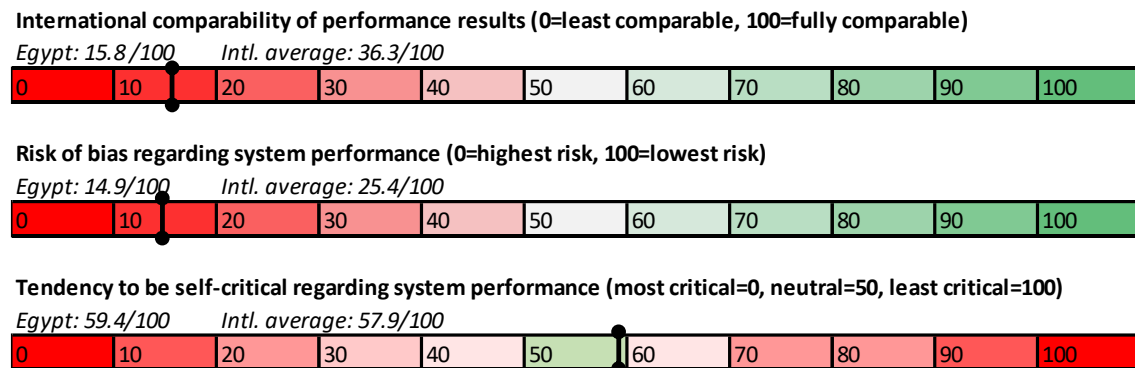 International comparability of performance results (0=least comparable, 100=fully comparable)
Egypt: 15.8 /100 Intl. average: 36.3/100
0 10 20 30 40 50 60 70 80 90 100
Risk of bias regarding system performance (0=highest risk, 100=lowest risk)
Egypt: 14.9/100 Intl. average: 25.4/100
0 10 20 30 40 50 60 70 80 90 100
Tendency to be self-critical regarding system performance (most critical=0, neutral=50, least critical=100)
Egypt: 59.4/100 Intl. average: 57.9/100
0 10 20 30 40 50 60 70 80 90 100